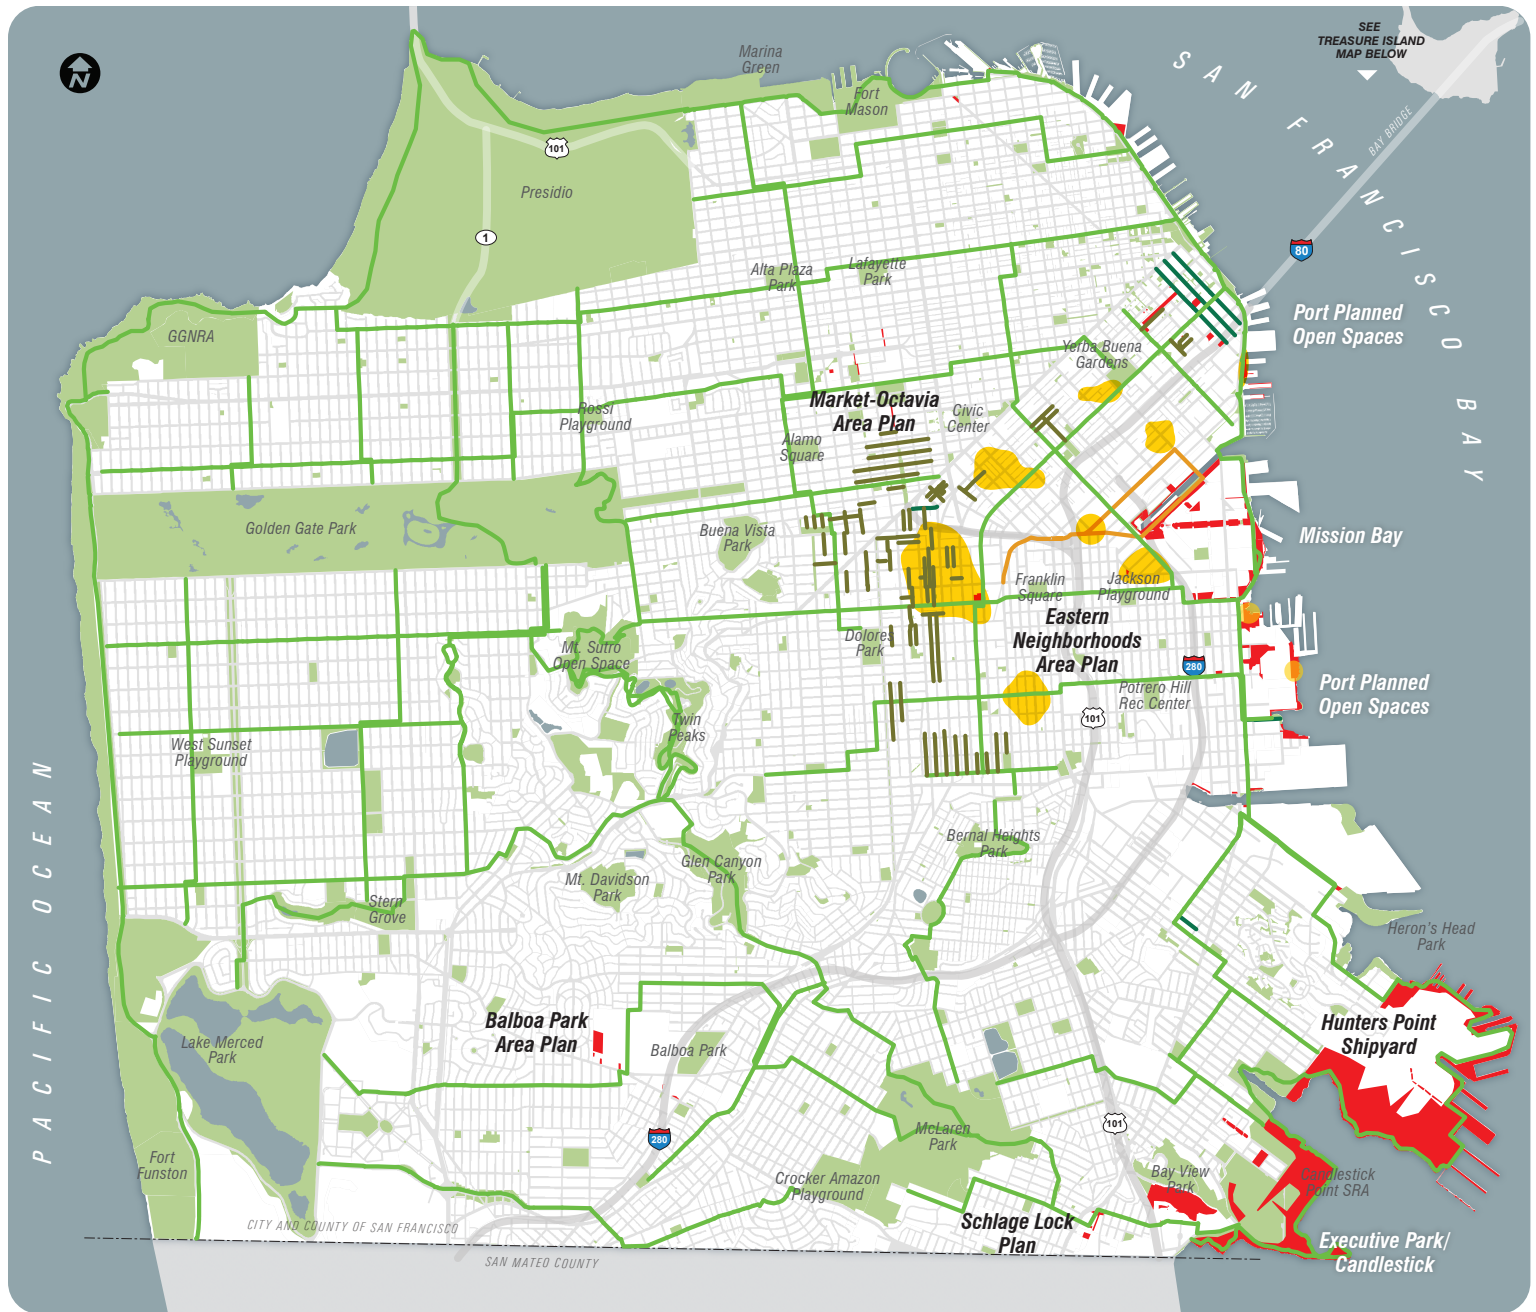 SEE
TREASURE ISLAND
MAP BELOW
N
SAN FRANCISCO BAY
BAY BRIDGE
Marina
Green
Fort
Mason
101
Presidio
1
80
Alta Plaza
Park
Lafayette
Park
GGNRA
Port Planned
Open Spaces
Yerba Buena
Gardens
Rossi
Playground
Market-Octavia
Area Plan
Civic
Center
Alamo
Square
Golden Gate Park
Buena Vista
Park
Mission Bay
Franklin
Square
Jackson
Playground
Eastern
Neighborhoods
Area Plan
Dolores
Park
Mt. Sutro
Open Space
280
Port Planned
Open Spaces
Potrero Hill
Rec Center
101
Twin
Peaks
West Sunset
Playground
PACIFIC OCEAN
Bernal Heights
Park
Glen Canyon
Park
Mt. Davidson
Park
Stern
Grove
Heron's Head
Park
Balboa Park
Area Plan
Hunters Point
Shipyard
Lake Merced
Park
Balboa Park
101
280
McLaren
Park
Fort
Funston
Crocker Amazon
Playground
Bay View
Park
Candlestick
Point SRA
Schlage Lock
Plan
CITY AND COUNTY OF SAN FRANCISCO
SAN MATEO COUNTY
Executive Park/
Candlestick